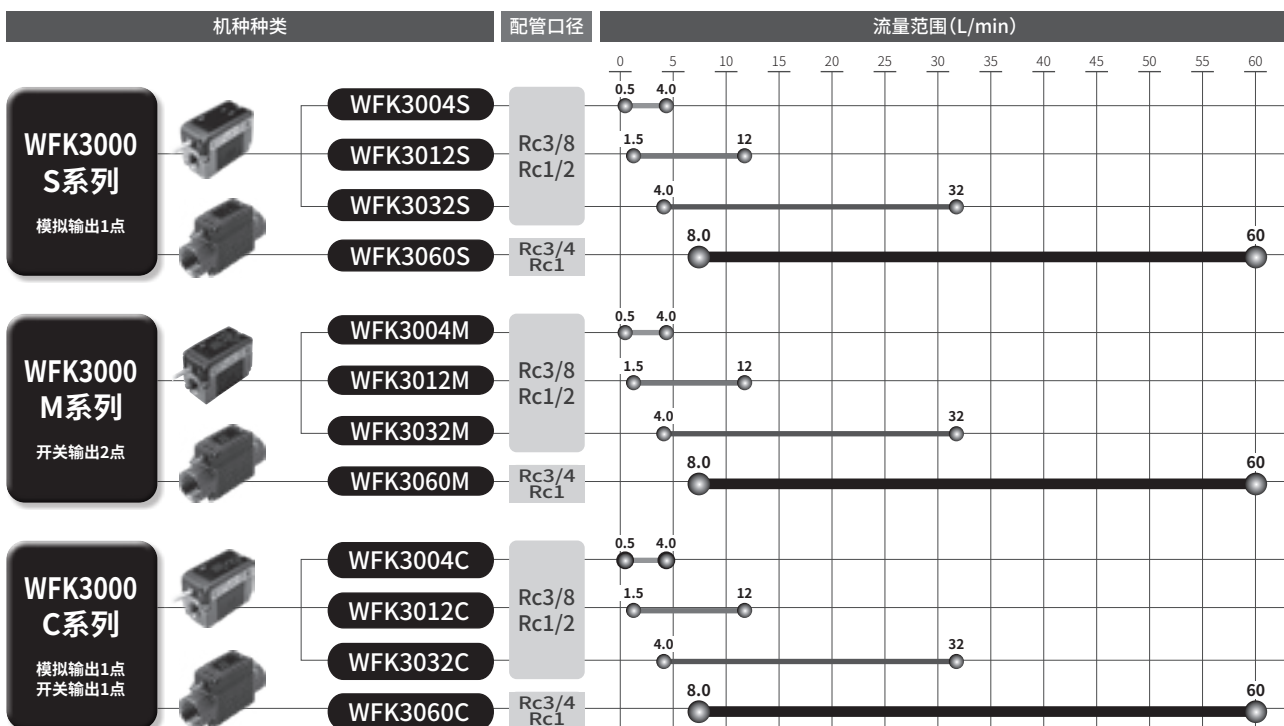 机种种类 配管口径 流量范围(L/min)
0 5 10 15 20 25 30 35 40 45 50 55 60
WFK3000
S系列
模拟输出1点
WFK3004S
WFK3012S
WFK3032S
WFK3060S
Rc3/8
Rc1/2
Rc3/4
Rc1
0.5 4.0
1.5 12
4.0 32
8.0 60
WFK3000
M系列
开关输出2点
WFK3004M
WFK3012M
WFK3032M
WFK3060M
Rc3/8
Rc1/2
Rc3/4
Rc1
0.5 4.0
1.5 12
4.0 32
8.0 60
WFK3000
C系列
模拟输出1点
开关输出1点
WFK3004C
WFK3012C
WFK3032C
WFK3060C
Rc3/8
Rc1/2
Rc3/4
Rc1
0.5 4.0
1.5 12
4.0 32
8.0 60